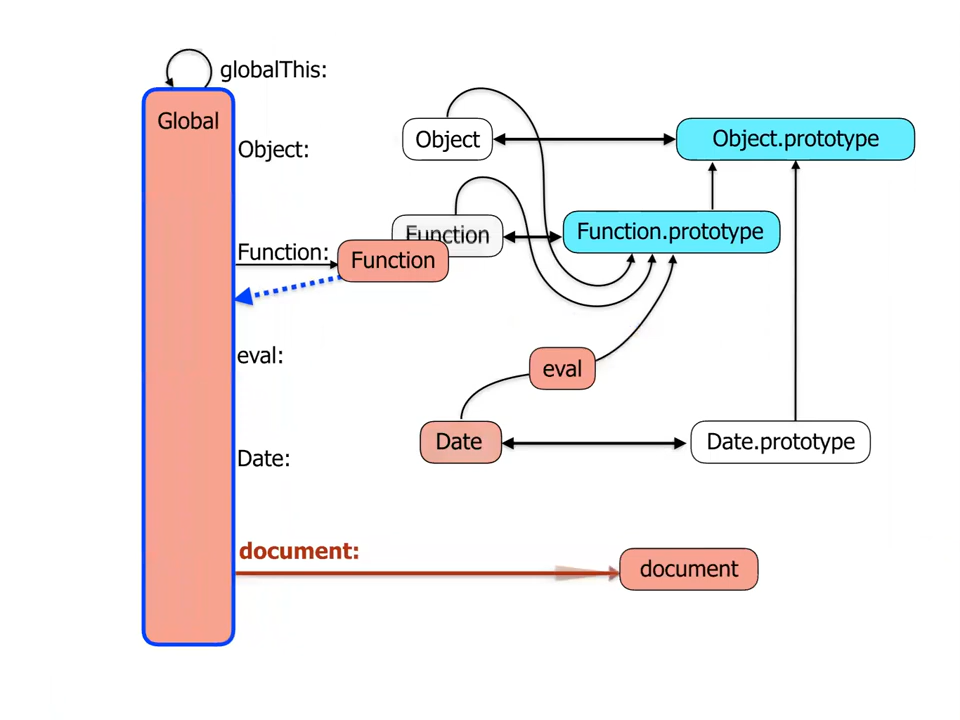 globalThis:
Global
Object:
Object
Object.prototype
Function:
Function
Function
Function.prototype
eval:
eval
Date:
Date
Date.prototype
document:
document